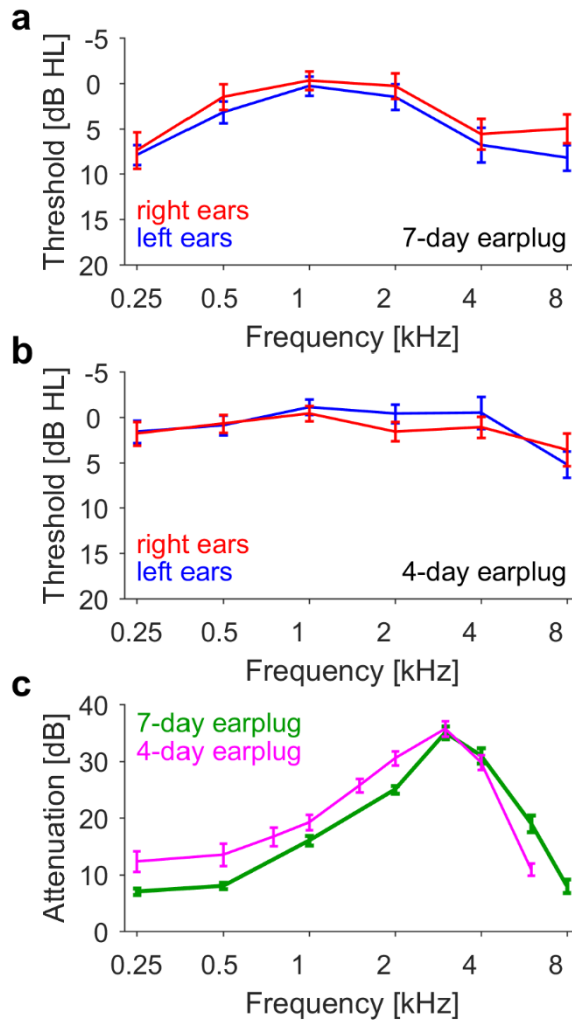 a
Threshold [dB HL]
-5
0
5
10
15
20
right ears
left ears
7-day earplug
0.25
0.5
1
2
4
8
Frequency [kHz]
b
Threshold [dB HL]
-5
0
5
10
15
20
right ears
left ears
4-day earplug
0.25
0.5
1
2
4
8
Frequency [kHz]
c
Attenuation [dB]
40
30
20
10
0
7-day earplug
4-day earplug
0.25
0.5
1
2
4
8
Frequency [kHz]